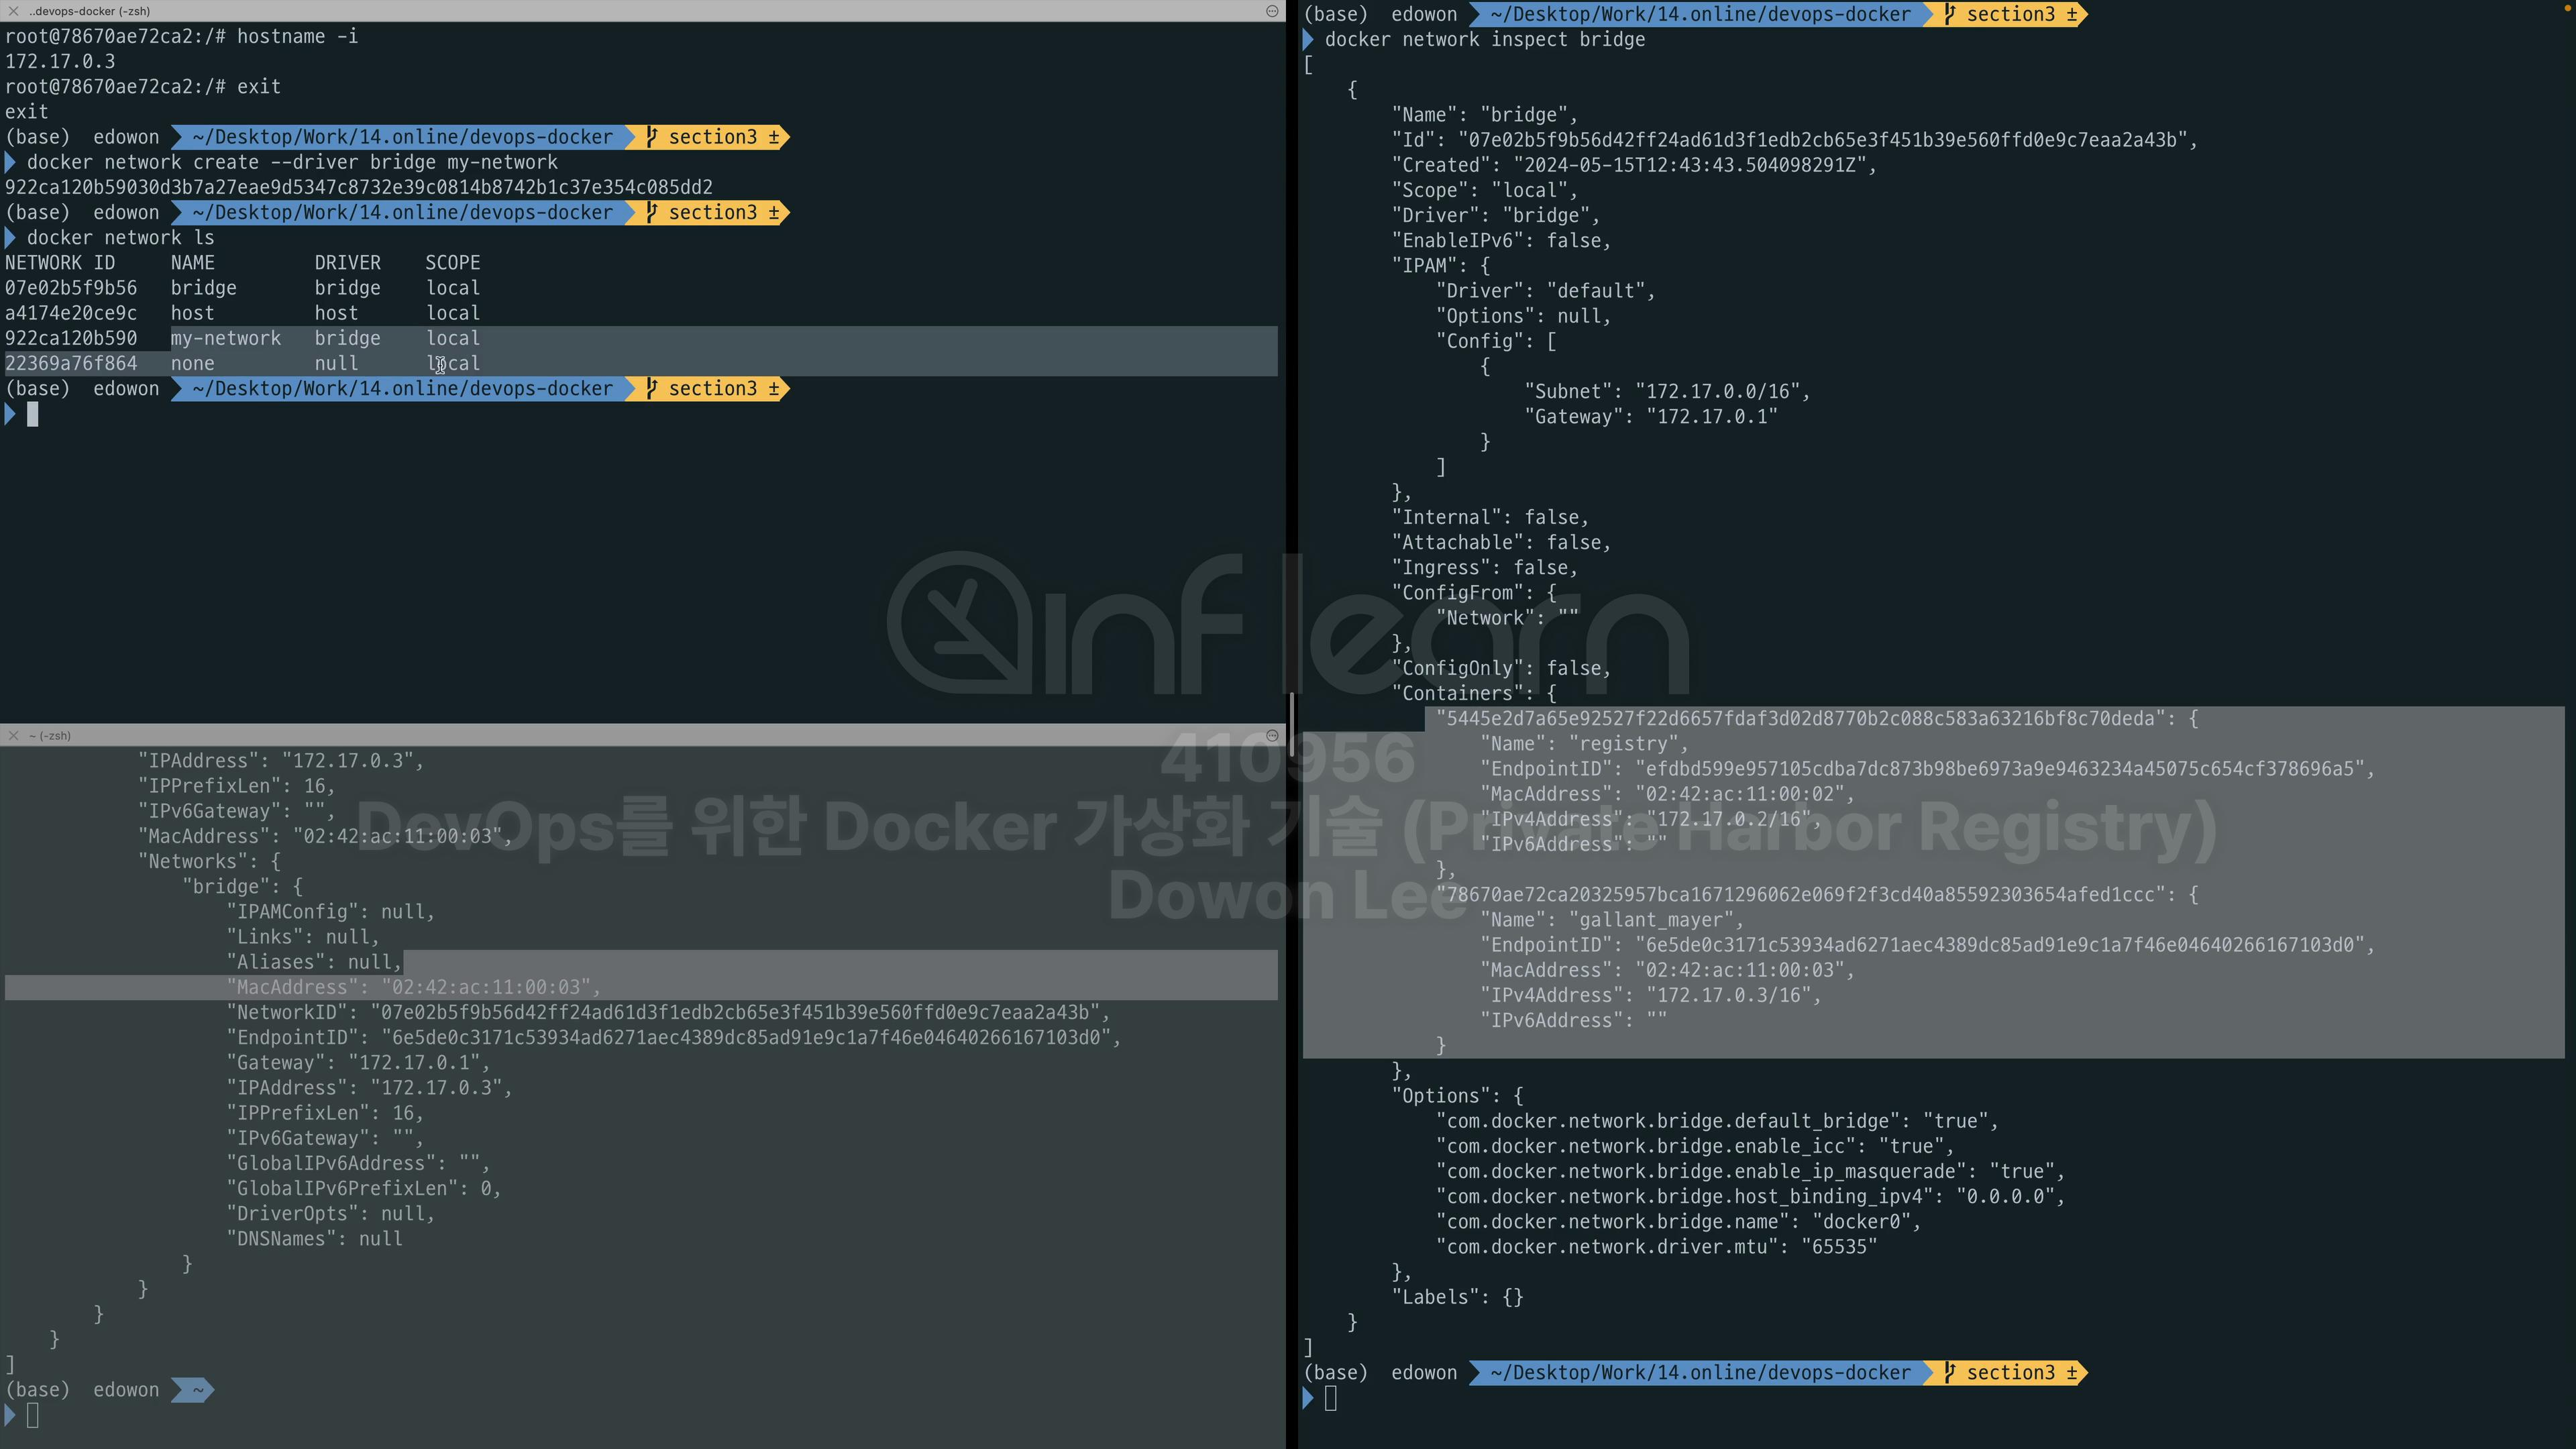 ..devops-docker (-zsh)
root@78670ae72ca2:/# hostname -i
172.17.0.3
root@78670ae72ca2:/# exit
exit
(base) edowon ~/Desktop/Work/14.online/devops-docker section3 ±
docker network create --driver bridge my-network
922ca120b59030d3b7a27eae9d5347c8732e39c0814b8742b1c37e354c085dd2
(base) edowon ~/Desktop/Work/14.online/devops-docker section3 ±
docker network ls
NETWORK ID NAME DRIVER SCOPE
07e02b5f9b56 bridge bridge local
a4174e20ce9c host host local
922ca120b590 my-network bridge local
22369a76f864 none null local
(base) edowon ~/Desktop/Work/14.online/devops-docker section3 ±
~ (-zsh)
"IPAddress": "172.17.0.3",
"IPPrefixLen": 16,
"IPv6Gateway": "",
"MacAddress": "02:42:ac:11:00:03",
"Networks": {
"bridge": {
"IPAMConfig": null,
"Links": null,
"Aliases": null,
"MacAddress": "02:42:ac:11:00:03",
"NetworkID": "07e02b5f9b56d42ff24ad61d3f1edb2cb65e3f451b39e560ffd0e9c7eaa2a43b",
"EndpointID": "6e5de0c3171c53934ad6271aec4389dc85ad91e9c1a7f46e04640266167103d0",
"Gateway": "172.17.0.1",
"IPAddress": "172.17.0.3",
"IPPrefixLen": 16,
"IPv6Gateway": "",
"GlobalIPv6Address": "",
"GlobalIPv6PrefixLen": 0,
"DriverOpts": null,
"DNSNames": null
}
}
}
}
]
(base) edowon ~
(base) edowon ~/Desktop/Work/14.online/devops-docker section3 ±
docker network inspect bridge
[
{
"Name": "bridge",
"Id": "07e02b5f9b56d42ff24ad61d3f1edb2cb65e3f451b39e560ffd0e9c7eaa2a43b",
"Created": "2024-05-15T12:43:43.504098291Z",
"Scope": "local",
"Driver": "bridge",
"EnableIPv6": false,
"IPAM": {
"Driver": "default",
"Options": null,
"Config": [
{
"Subnet": "172.17.0.0/16",
"Gateway": "172.17.0.1"
}
]
},
"Internal": false,
"Attachable": false,
"Ingress": false,
"ConfigFrom": {
"Network": ""
},
"ConfigOnly": false,
"Containers": {
"5445e2d7a65e92527f22d6657fdaf3d02d8770b2c088c583a63216bf8c70deda": {
"Name": "registry",
"EndpointID": "efdbd599e957105cdba7dc873b98be6973a9e9463234a45075c654cf378696a5",
"MacAddress": "02:42:ac:11:00:02",
"IPv4Address": "172.17.0.2/16",
"IPv6Address": ""
},
"78670ae72ca20325957bca1671296062e069f2f3cd40a85592303654afed1ccc": {
"Name": "gallant_mayer",
"EndpointID": "6e5de0c3171c53934ad6271aec4389dc85ad91e9c1a7f46e04640266167103d0",
"MacAddress": "02:42:ac:11:00:03",
"IPv4Address": "172.17.0.3/16",
"IPv6Address": ""
}
},
"Options": {
"com.docker.network.bridge.default_bridge": "true",
"com.docker.network.bridge.enable_icc": "true",
"com.docker.network.bridge.enable_ip_masquerade": "true",
"com.docker.network.bridge.host_binding_ipv4": "0.0.0.0",
"com.docker.network.bridge.name": "docker0",
"com.docker.network.driver.mtu": "65535"
},
"Labels": {}
}
]
(base) edowon ~/Desktop/Work/14.online/devops-docker section3 ±
inflearn
410956
DevOps를 위한 Docker 가상화 기술 (Private Harbor Registry)
Dowon Lee